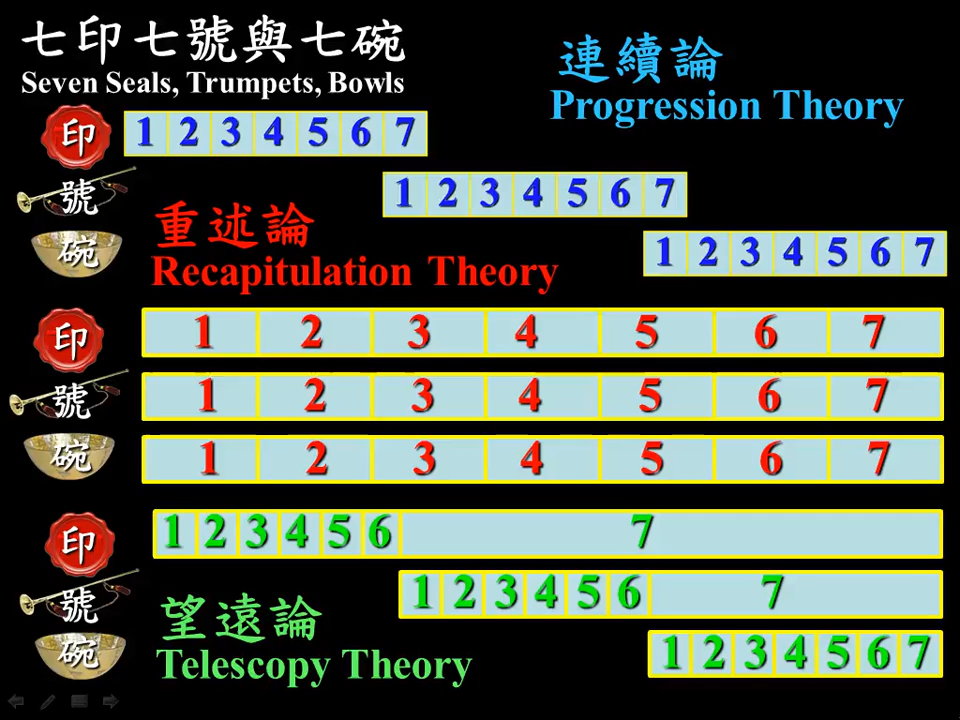 七印七號與七碗
Seven Seals, Trumpets, Bowls
連續論
Progression Theory
印 1 2 3 4 5 6 7
號 1 2 3 4 5 6 7
碗 1 2 3 4 5 6 7
重述論
Recapitulation Theory
印 1 2 3 4 5 6 7
號 1 2 3 4 5 6 7
碗 1 2 3 4 5 6 7
印 1 2 3 4 5 6 7
號 1 2 3 4 5 6 7
碗 1 2 3 4 5 6 7
望遠論
Telescopy Theory